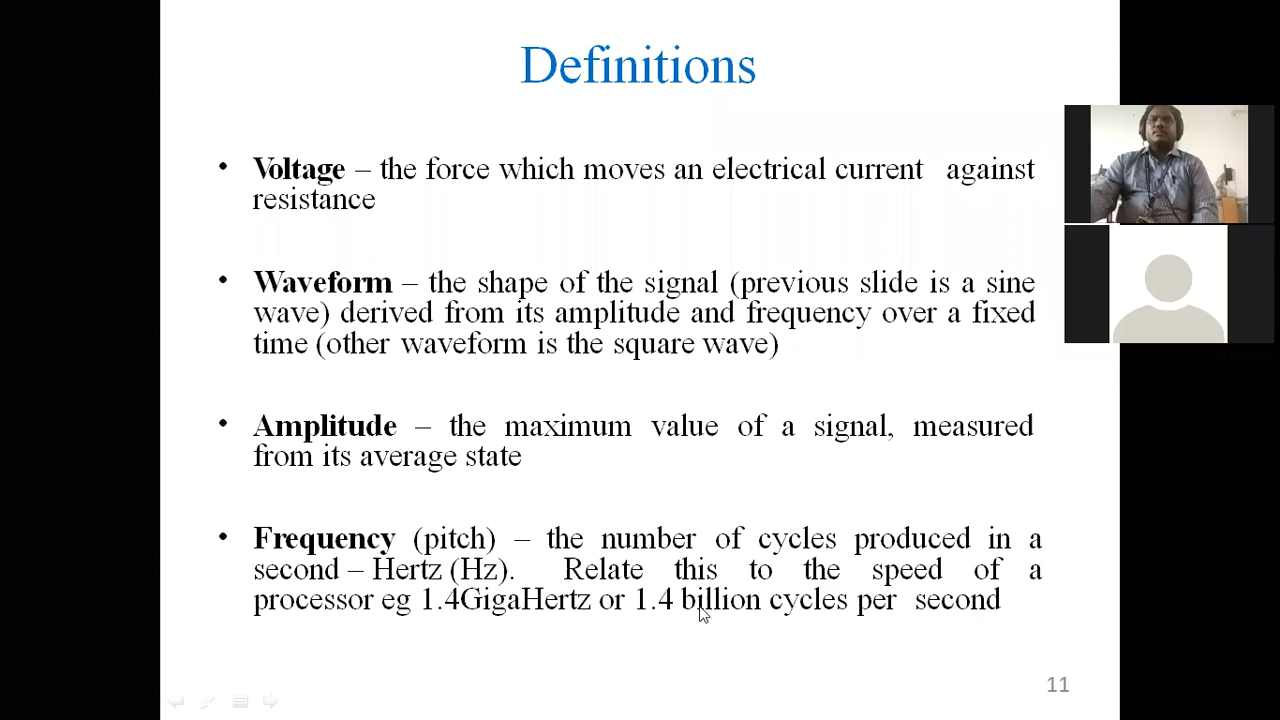 Definitions
• Voltage – the force which moves an electrical current against
resistance
• Waveform – the shape of the signal (previous slide is a sine
wave) derived from its amplitude and frequency over a fixed
time (other waveform is the square wave)
• Amplitude – the maximum value of a signal, measured
from its average state
• Frequency (pitch) – the number of cycles produced in a
second – Hertz (Hz). Relate this to the speed of a
processor eg 1.4GigaHertz or 1.4 billion cycles per second
11